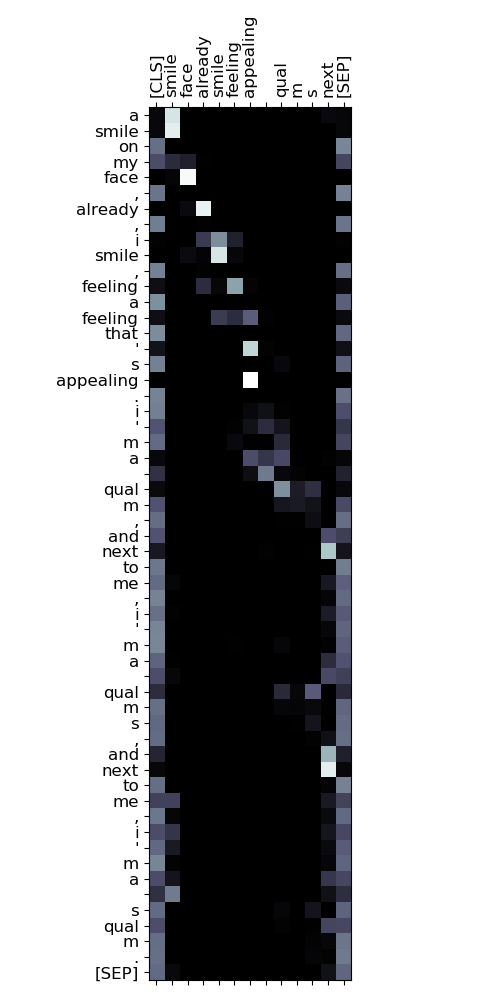 [CLS] smile face already smile feeling appealing qual m s next [SEP]
a
smile
on
my
face
,
already
,
i
smile
,
feeling
a
feeling
that
'
s
appealing
.
i
'
m
a
qual
m
,
and
next
to
me
,
i
'
m
a
qual
m
s
,
and
next
to
me
,
i
'
m
a
s
qual
m
.
[SEP]